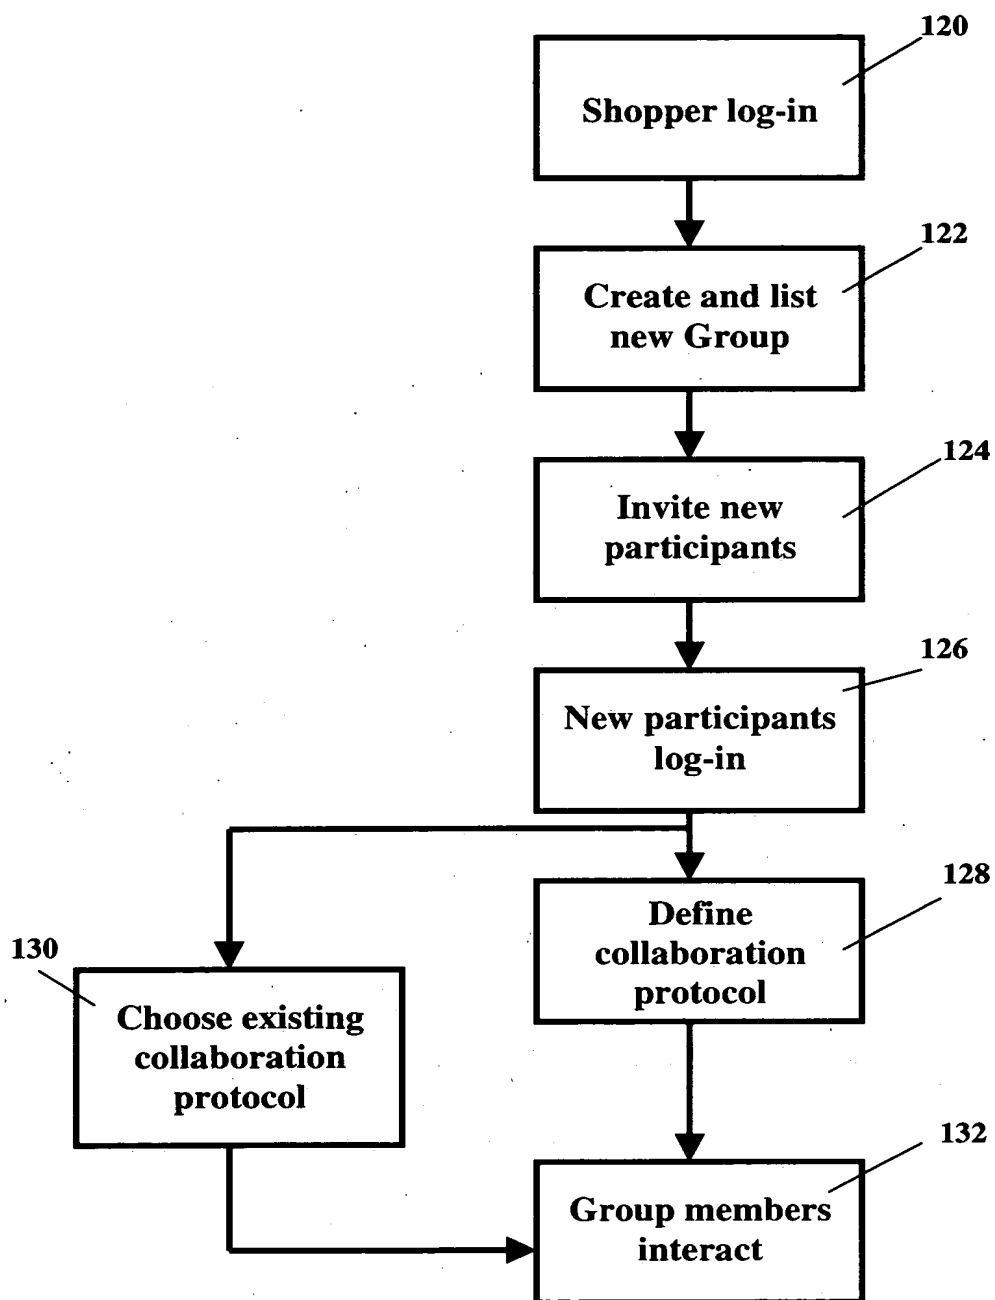 120
Shopper log-in
122
Create and list
new Group
124
Invite new
participants
126
New participants
log-in
128
Define
collaboration
protocol
130
Choose existing
collaboration
protocol
132
Group members
interact